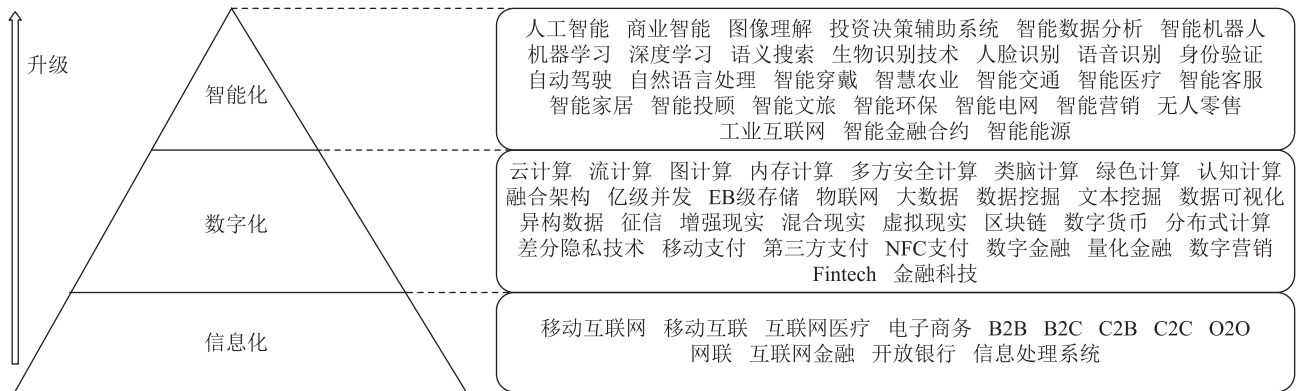 升级
智能化
人工智能 商业智能 图像理解 投资决策辅助系统 智能数据分析 智能机器人
机器学习 深度学习 语义搜索 生物识别技术 人脸识别 语音识别 身份验证
自动驾驶 自然语言处理 智能穿戴 智慧农业 智能交通 智能医疗 智能客服
智能家居 智能投顾 智能文旅 智能环保 智能电网 智能营销 无人零售
工业互联网 智能金融合约 智能能源
数字化
云计算 流计算 图计算 内存计算 多方安全计算 类脑计算 绿色计算 认知计算
融合架构 亿级并发 EB级存储 物联网 大数据 数据挖掘 文本挖掘 数据可视化
异构数据 征信 增强现实 混合现实 虚拟现实 区块链 数字货币 分布式计算
差分隐私技术 移动支付 第三方支付 NFC支付 数字金融 量化金融 数字营销
Fintech 金融科技
信息化
移动互联网 移动互联 互联网医疗 电子商务 B2B B2C C2B C2C O2O
网联 互联网金融 开放银行 信息处理系统